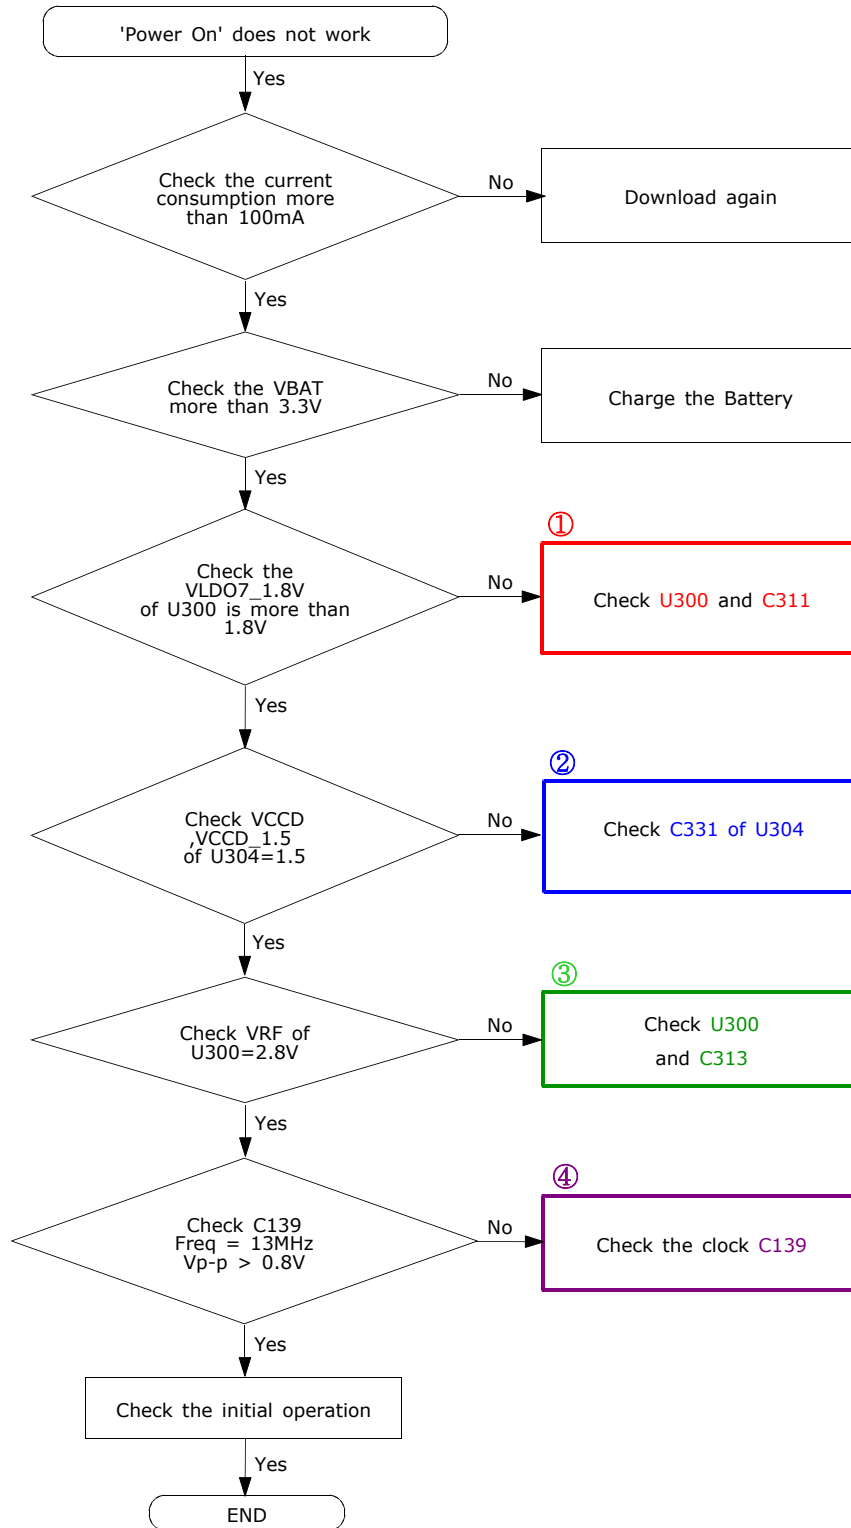 'Power On' does not work
Yes
Check the current
consumption more
than 100mA
No
Download again
Yes
Check the VBAT
more than 3.3V
No
Charge the Battery
Yes
①
Check the
VLDO7_1.8V
of U300 is more than
1.8V
No
Check U300 and C311
Yes
②
Check VCCD
,VCCD_1.5
of U304=1.5
No
Check C331 of U304
Yes
③
Check VRF of
U300=2.8V
No
Check U300
and C313
Yes
④
Check C139
Freq = 13MHz
Vp-p > 0.8V
No
Check the clock C139
Yes
Check the initial operation
Yes
END